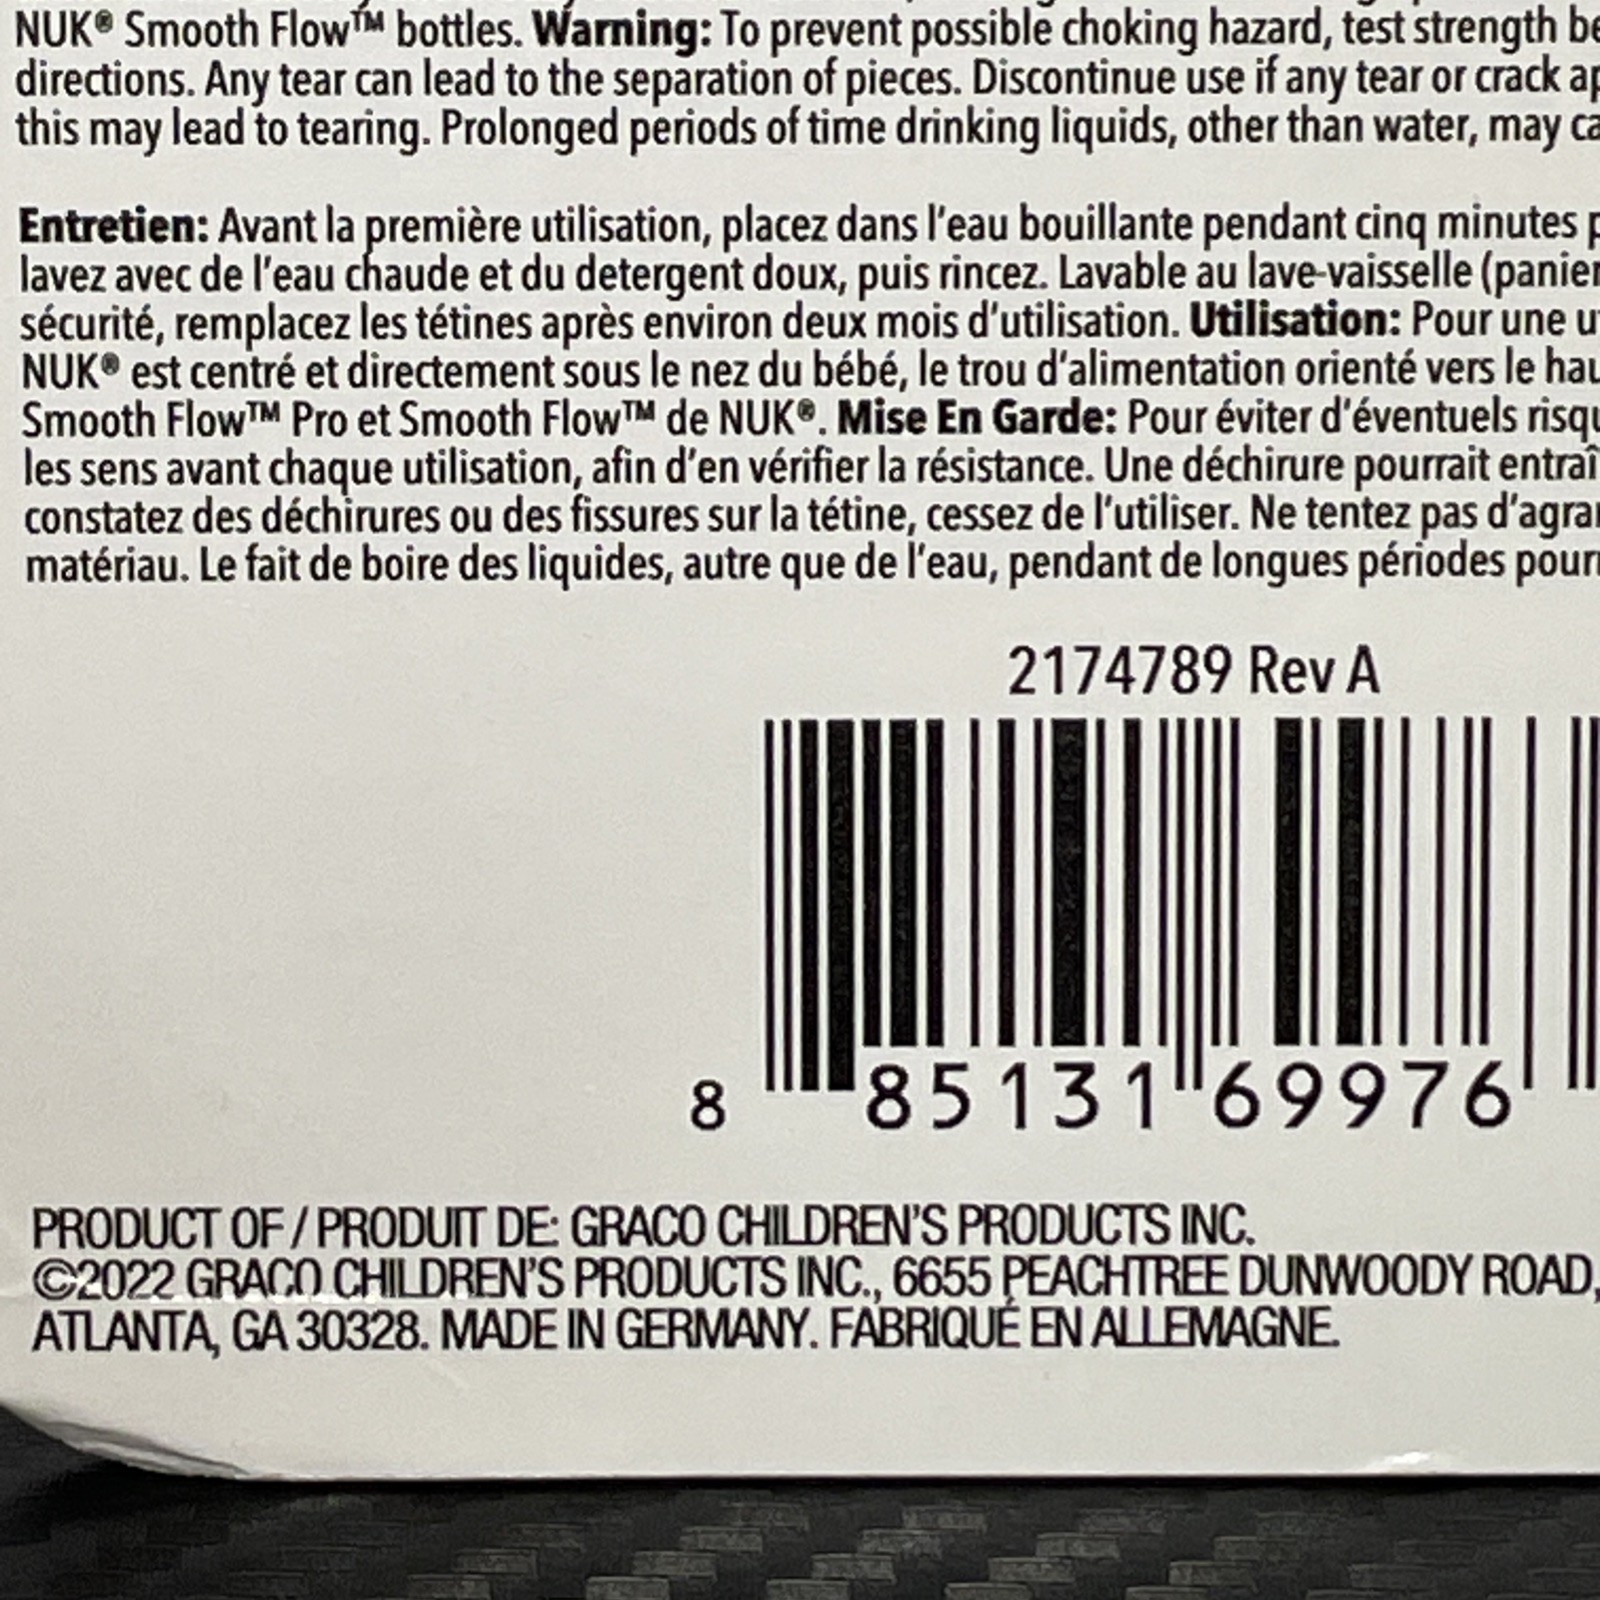 NUK® Smooth Flow™ bottles. Warning: To prevent possible choking hazard, test strength be
directions. Any tear can lead to the separation of pieces. Discontinue use if any tear or crack ap
this may lead to tearing. Prolonged periods of time drinking liquids, other than water, may ca
Entretien: Avant la première utilisation, placez dans l'eau bouillante pendant cinq minutes p
lavez avec de l'eau chaude et du detergent doux, puis rincez. Lavable au lave-vaisselle (panier
sécurité, remplacez les tétines après environ deux mois d'utilisation. Utilisation: Pour une u
NUK® est centré et directement sous le nez du bébé, le trou d'alimentation orienté vers le hau
Smooth Flow™ Pro et Smooth Flow™ de NUK®. Mise En Garde: Pour éviter d'éventuels risqu
les sens avant chaque utilisation, afin d'en vérifier la résistance. Une déchirure pourrait entraî
constatez des déchirures ou des fissures sur la tétine, cessez de l'utiliser. Ne tentez pas d'agra
matériau. Le fait de boire des liquides, autre que de l'eau, pendant de longues périodes pour
2174789 Rev A
8 85131 69976
PRODUCT OF / PRODUIT DE: GRACO CHILDREN'S PRODUCTS INC.
©2022 GRACO CHILDREN'S PRODUCTS INC., 6655 PEACHTREE DUNWOODY ROAD,
ATLANTA, GA 30328. MADE IN GERMANY. FABRIQUÉ EN ALLEMAGNE.